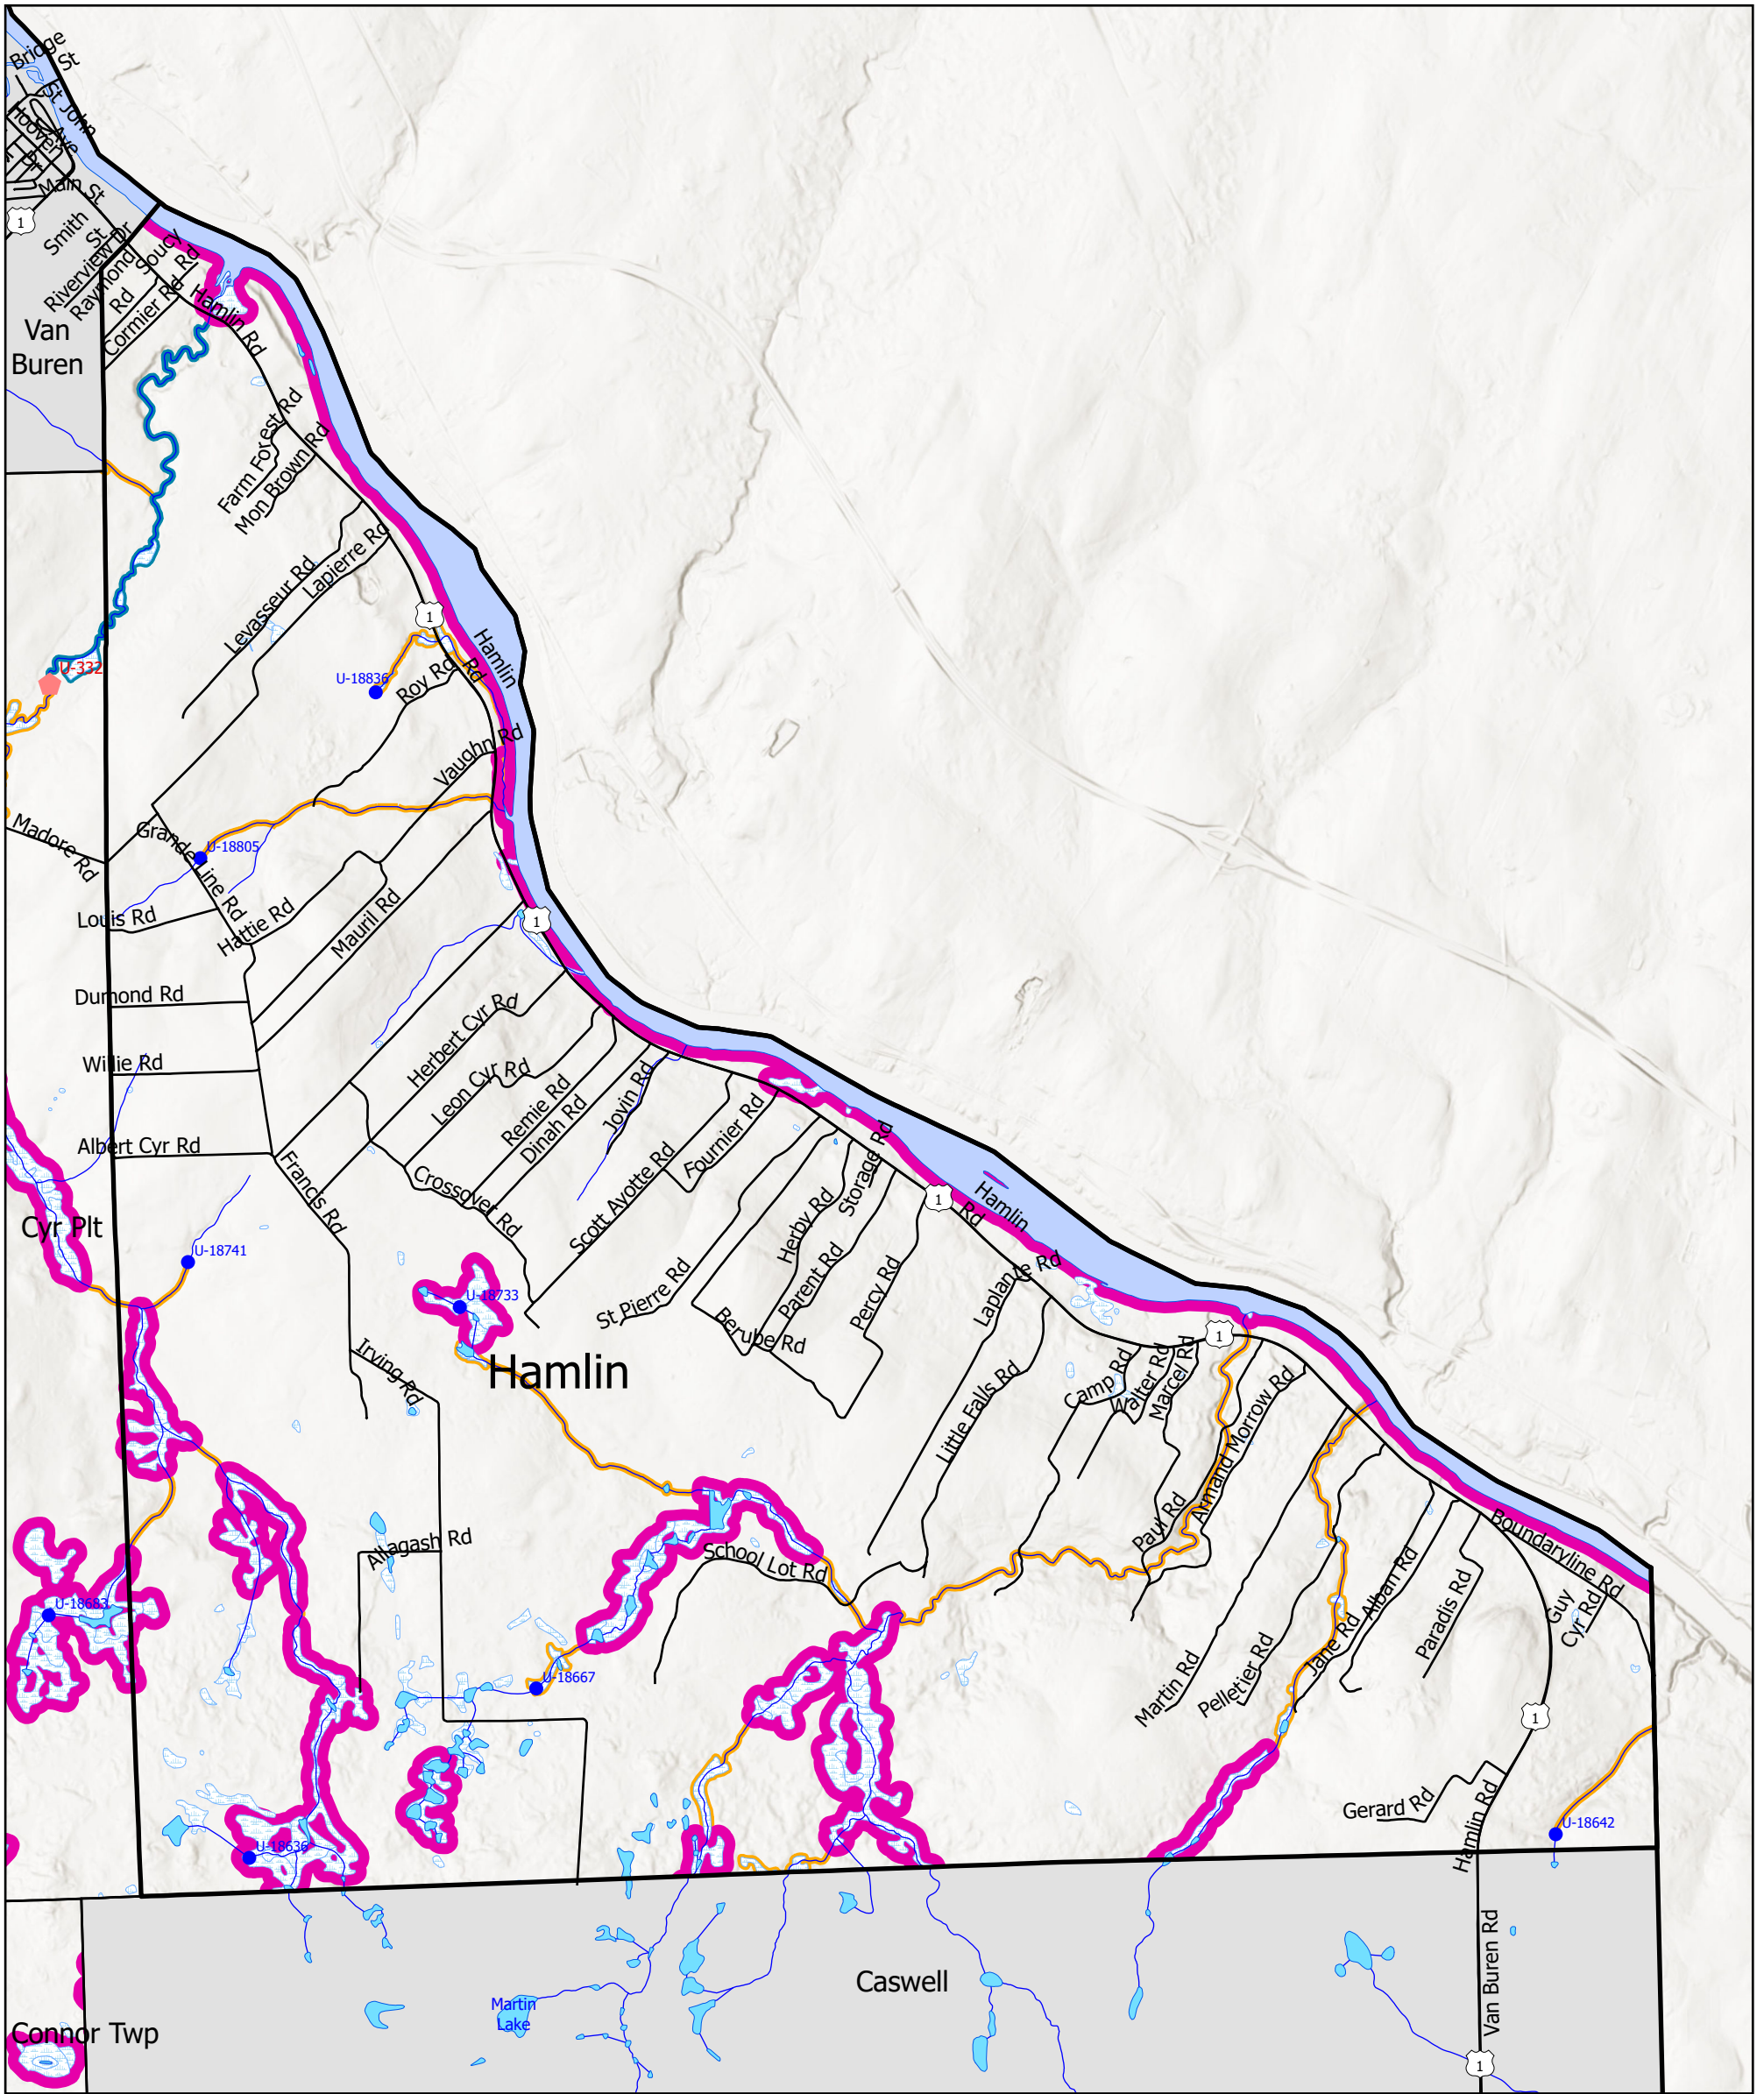 Bridge
St
St John
Ave
Hoover
Dr
Main St
1
Smith
St
Riverview Dr
Raymond
Rd
Soucy
Rd
Cormier Rd
Hamlin Rd
Van
Buren
Farm Forest Rd
Mon Brown Rd
Levasseur Rd
Lapierre Rd
1
Hamlin
Rd
U-332
U-18836
Roy Rd
Vaughn Rd
Madore Rd
Grande Line Rd
U-18805
Louis Rd
Hattie Rd
Mauril Rd
1
Dumond Rd
Herbert Cyr Rd
Willie Rd
Leon Cyr Rd
Remie Rd
Dinah Rd
Jovin Rd
Albert Cyr Rd
Francis Rd
Crossover Rd
Scott Ayotte Rd
Fournier Rd
Storage Rd
Herby Rd
Parent Rd
1
Hamlin
Rd
Cyr Plt
U-18741
U-18733
St Pierre Rd
Berube Rd
Percy Rd
Laplante Rd
Irving Rd
Hamlin
Little Falls Rd
Camp Rd
Walter Rd
Marcel Rd
1
Armand Morrow Rd
Paul Rd
Allagash Rd
School Lot Rd
Boundaryline Rd
U-18683
U-18667
Martin Rd
Pelletier Rd
Jane Rd
Alban Rd
Paradis Rd
Guy
Cyr Rd
1
Gerard Rd
Hamlin Rd
U-18642
U-18636
Caswell
Martin
Lake
Van Buren Rd
Connor Twp
1